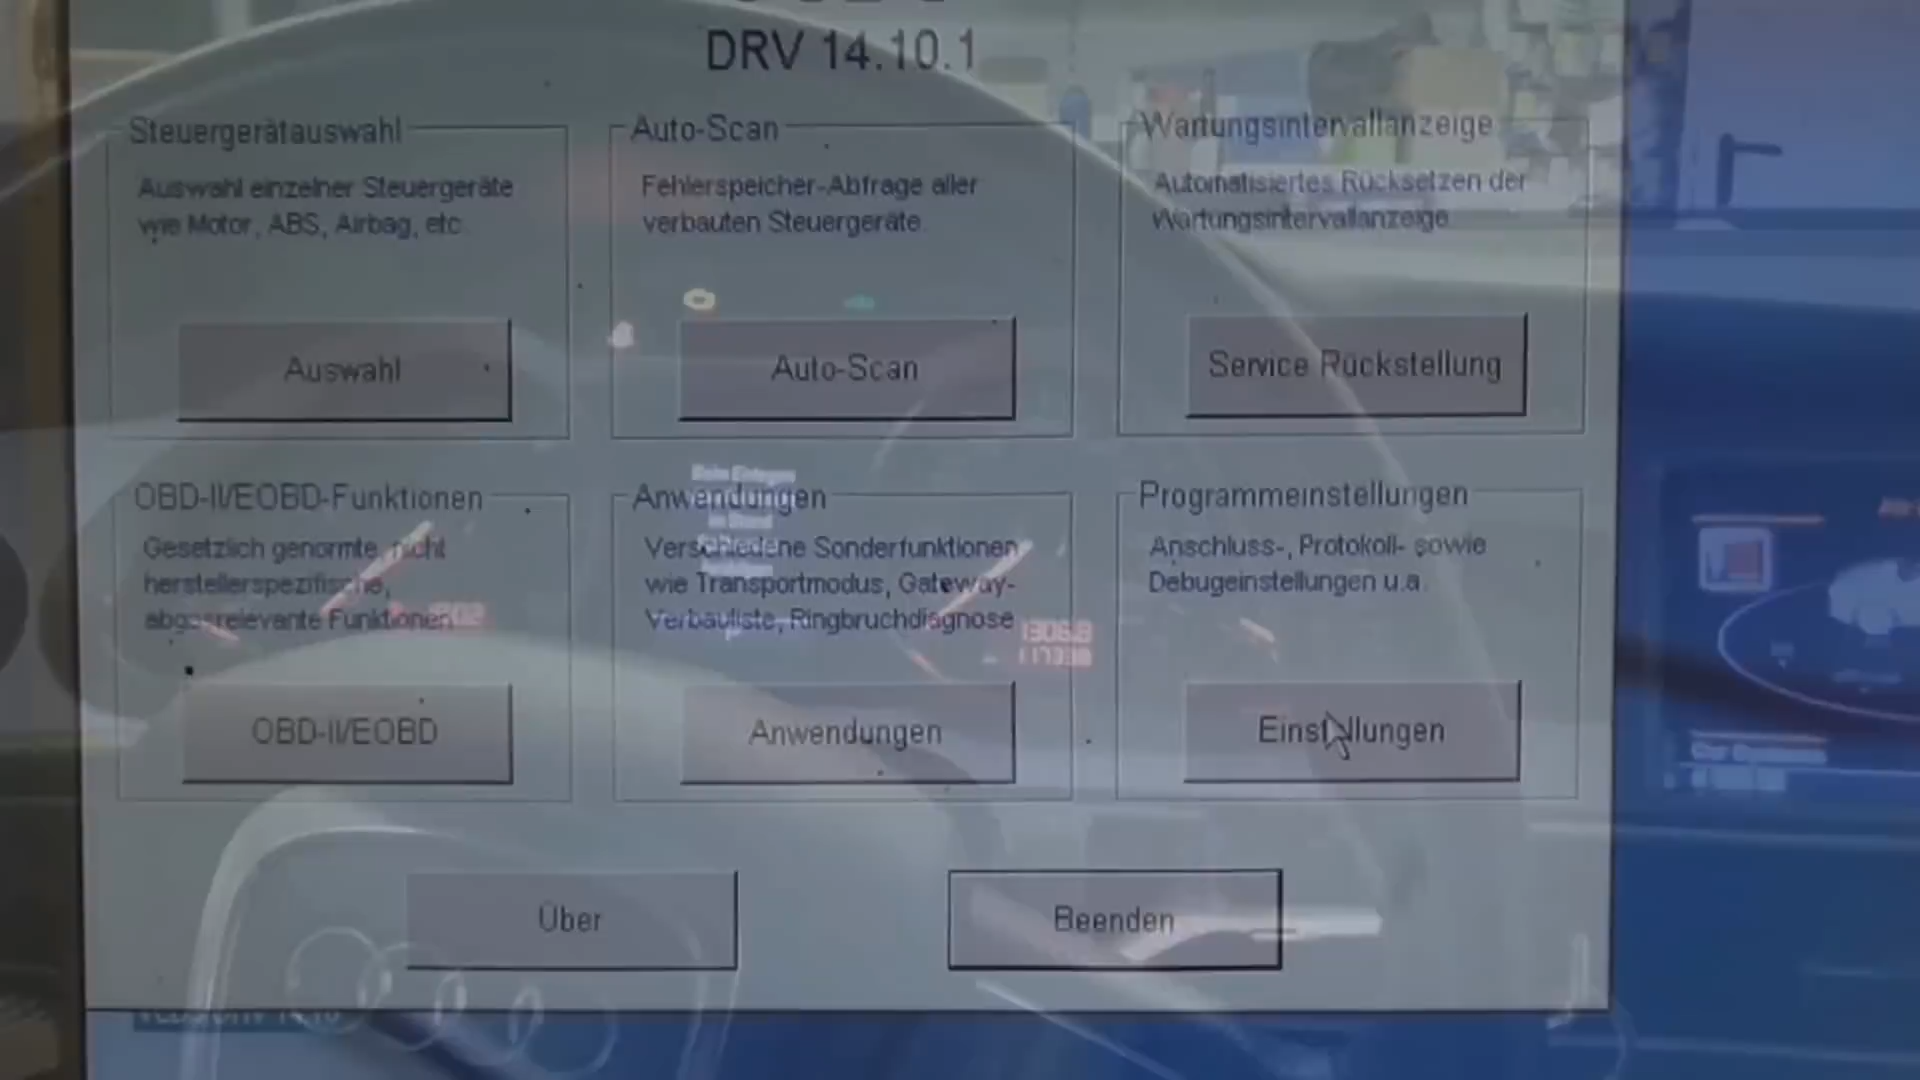 DRV 14.10.1
Steuergerätauswahl
Auswahl einzelner Steuergeräte
wie Motor, ABS, Airbag, etc.
Auswahl
Auto-Scan
Fehlerspeicher-Abfrage aller
verbauten Steuergeräte.
Auto-Scan
Wartungsintervallanzeige
Automatisiertes Rücksetzen der
Wartungsintervallanzeige.
Service Rückstellung
OBD-II/EOBD-Funktionen
Gesetzlich genormte, nicht
herstellerspezifische,
abgasrelevante Funktionen
OBD-II/EOBD
Anwendungen
Verschiedene Sonderfunktionen
wie Transportmodus, Gateway-
Verbauliste, Ringbruchdiagnose
Anwendungen
Programmeinstellungen
Anschluss-, Protokoll- sowie
Debugeinstellungen u.a.
Einstellungen
Über
Beenden
1306.8